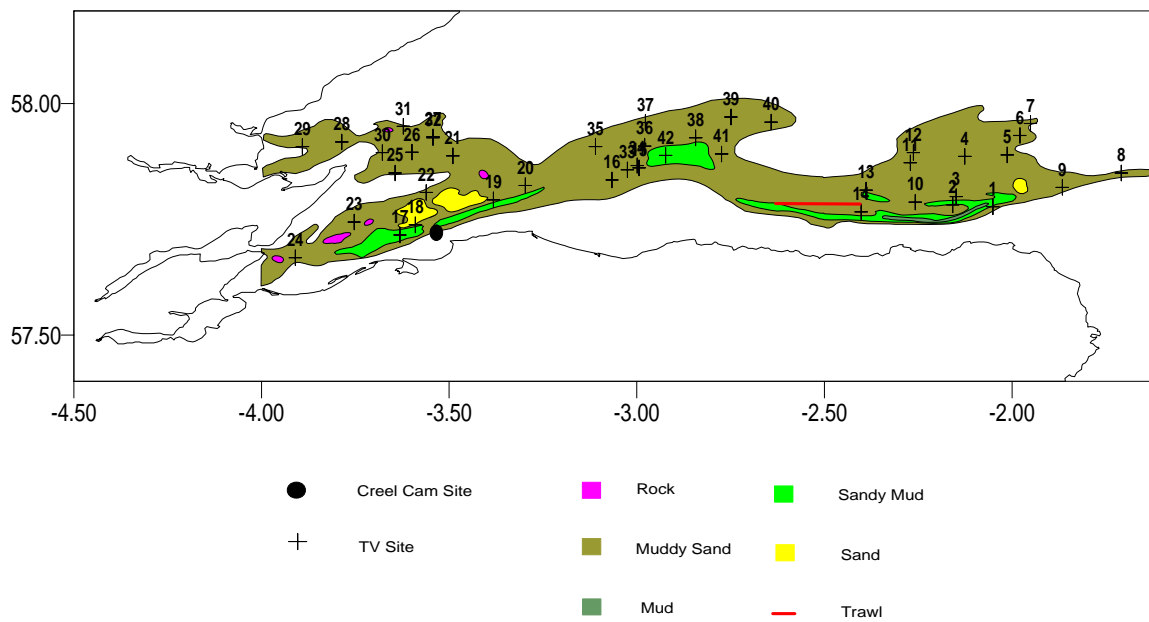 58.00
57.50
-4.50 -4.00 -3.50 -3.00 -2.50 -2.00
29 28 31 30 26 25 21 22 20 19 18 17 23 24
35 37 36 16 33 42 38 39 40 41
7 6 5 4 12 11 13 14 10 3 2 1 9 8
Creel Cam Site Rock Sandy Mud
TV Site Muddy Sand Sand
Mud Trawl